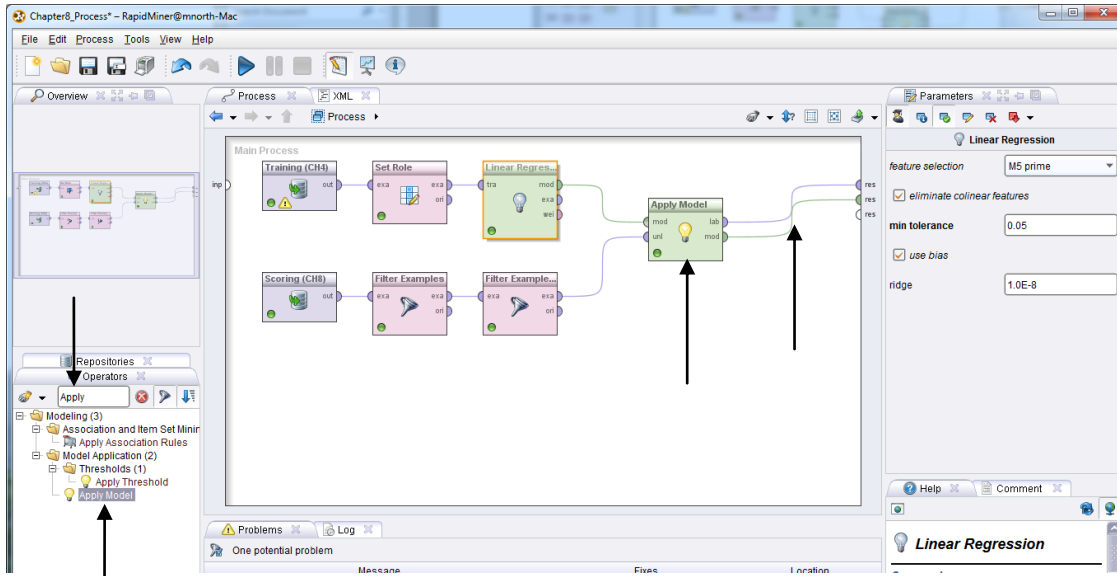 Chapter8_Process* – RapidMiner@mnorth-Mac
File Edit Process Tools View Help
Overview
Process
XML
Parameters
Process
Linear Regression
Main Process
feature selection
M5 prime
eliminate colinear features
min tolerance
0.05
use bias
ridge
1.0E-8
inp
Training (CH4)
out
Set Role
exa
exa
ori
Linear Regres...
tra
mod
exa
wei
Apply Model
mod
lab
unl
mod
res
res
res
Scoring (CH8)
out
Filter Examples
exa
exa
ori
Filter Example...
exa
exa
ori
Repositories
Operators
Apply
Modeling (3)
Association and Item Set Minin
Apply Association Rules
Model Application (2)
Thresholds (1)
Apply Threshold
Apply Model
Problems
Log
One potential problem
Message
Fixes
Location
Help
Comment
Linear Regression